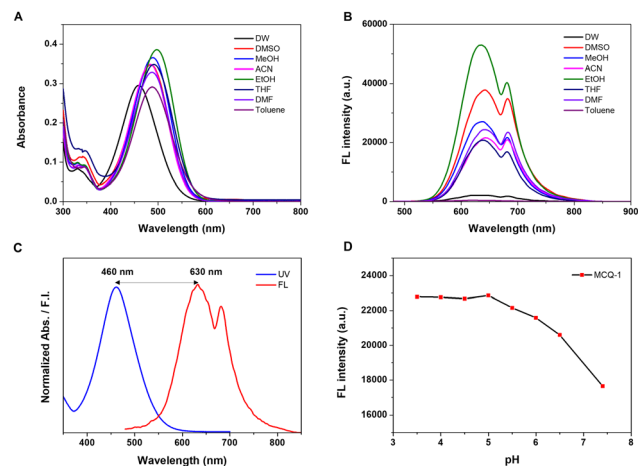 A
DW
DMSO
MeOH
ACN
EtOH
THF
DMF
Toluene
Absorbance
0.4
0.3
0.2
0.1
0.0
300 400 500 600 700 800
Wavelength (nm)
B
DW
DMSO
MeOH
ACN
EtOH
THF
DMF
Toluene
FL intensity (a.u.)
60000
40000
20000
0
500 600 700 800 900
Wavelength (nm)
C
460 nm 630 nm
UV
FL
Normalized Abs. / F.I.
400 500 600 700 800
Wavelength (nm)
D
MCQ-1
FL intensity (a.u.)
24000
22000
20000
18000
16000
3 4 5 6 7 8
pH